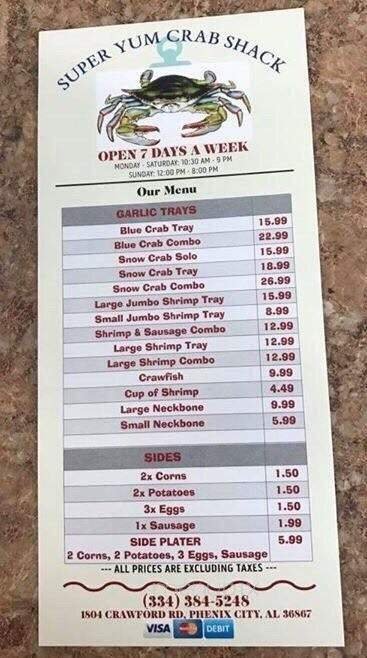 SUPER YUM CRAB SHACK
OPEN 7 DAYS A WEEK
MONDAY - SATURDAY: 10:30 AM - 9 PM
SUNDAY: 12:00 PM - 8:00 PM
Our Menu
GARLIC TRAYS
Blue Crab Tray 15.99
Blue Crab Combo 22.99
Snow Crab Solo 15.99
Snow Crab Tray 18.99
Snow Crab Combo 26.99
Large Jumbo Shrimp Tray 15.99
Small Jumbo Shrimp Tray 8.99
Shrimp & Sausage Combo 12.99
Large Shrimp Tray 12.99
Large Shrimp Combo 12.99
Crawfish 9.99
Cup of Shrimp 4.49
Large Neckbone 9.99
Small Neckbone 5.99
SIDES
2x Corns 1.50
2x Potatoes 1.50
3x Eggs 1.50
1x Sausage 1.99
SIDE PLATER 5.99
2 Corns, 2 Potatoes, 3 Eggs, Sausage
--- ALL PRICES ARE EXCLUDING TAXES ---
(334) 384-5248
1804 CRAWFORD RD, PHENIX CITY, AL 36867
VISA DEBIT